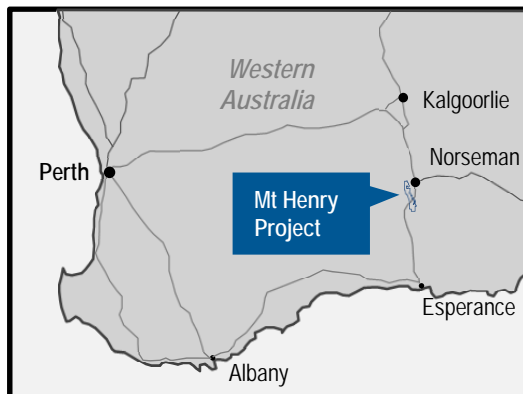 Western
Australia
Kalgoorlie
Norseman
Perth
Mt Henry
Project
Esperance
Albany